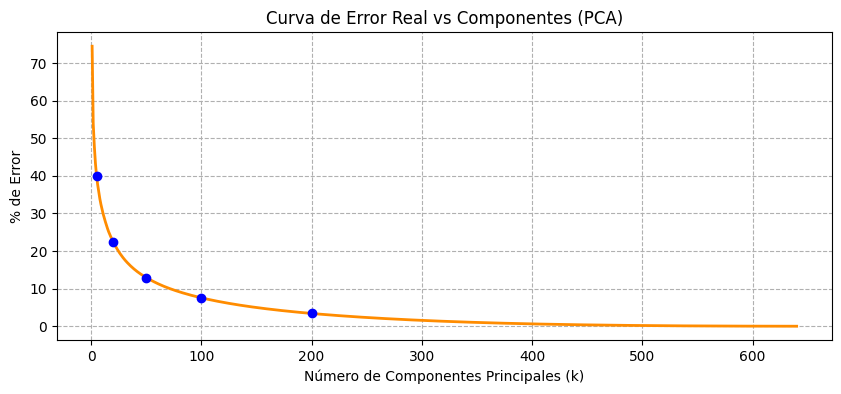 Curva de Error Real vs Componentes (PCA)
70
60
50
40
30
20
10
0
% de Error
0 100 200 300 400 500 600
Número de Componentes Principales (k)